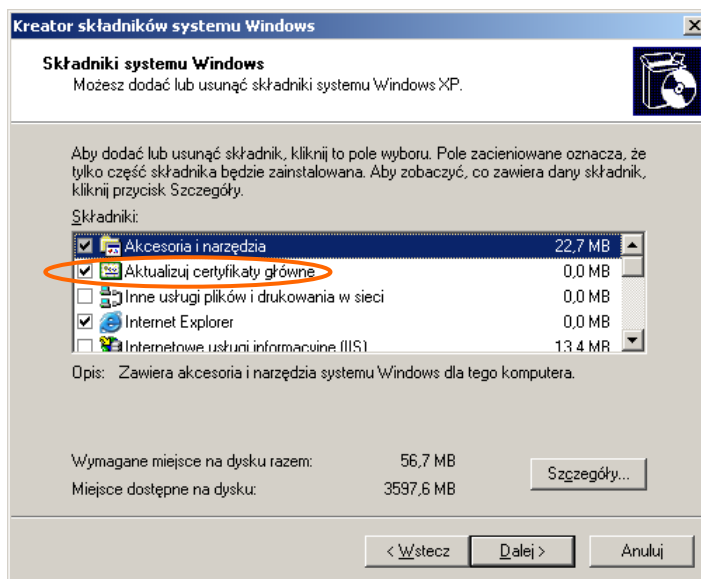 Kreator składników systemu Windows
Składniki systemu Windows
Możesz dodać lub usunąć składniki systemu Windows XP.
Aby dodać lub usunąć składnik, kliknij to pole wyboru. Pole zacieniowane oznacza, że
tylko część składnika będzie zainstalowana. Aby zobaczyć, co zawiera dany składnik,
kliknij przycisk Szczegóły.
Składniki:
Akcesoria i narzędzia 22,7 MB
Aktualizuj certyfikaty główne 0,0 MB
Inne usługi plików i drukowania w sieci 0,0 MB
Internet Explorer 0,0 MB
Internetowe usługi informacyjne (IIS) 13,4 MB
Opis: Zawiera akcesoria i narzędzia systemu Windows dla tego komputera.
Wymagane miejsce na dysku razem: 56,7 MB
Miejsce dostępne na dysku: 3597,6 MB
Szczegóły...
< Wstecz Dalej > Anuluj